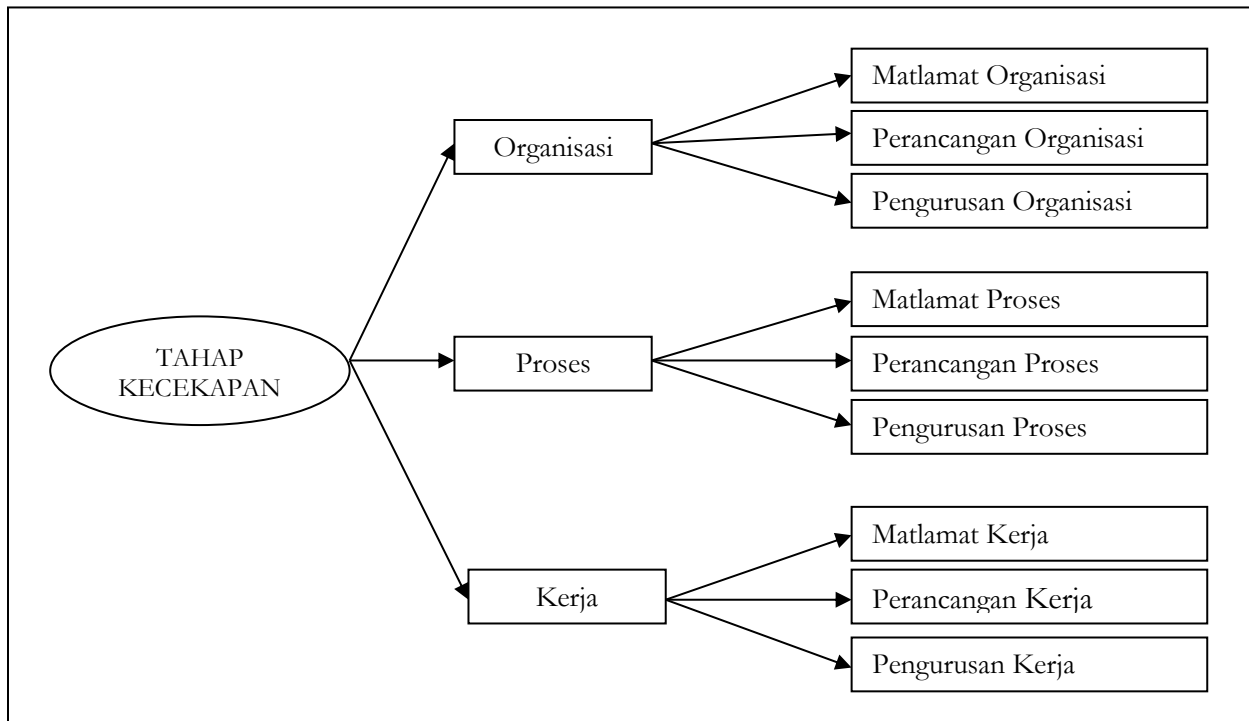 TAHAP
KECEKAPAN
Organisasi
Matlamat Organisasi
Perancangan Organisasi
Pengurusan Organisasi
Proses
Matlamat Proses
Perancangan Proses
Pengurusan Proses
Kerja
Matlamat Kerja
Perancangan Kerja
Pengurusan Kerja